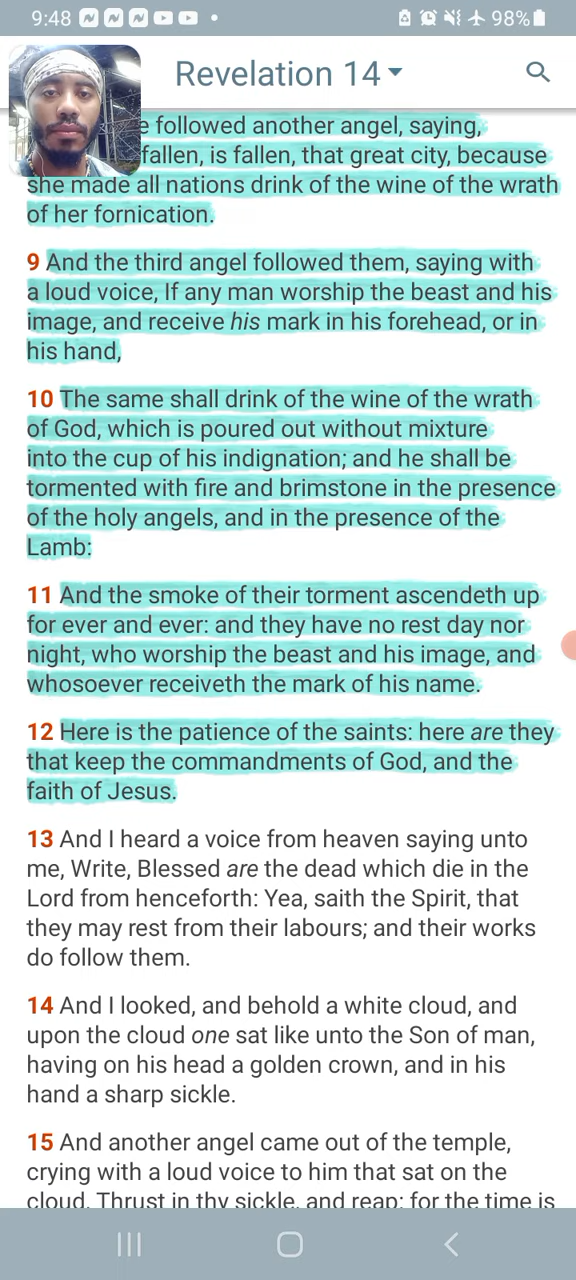 9:48
98%
Revelation 14
e followed another angel, saying,
fallen, is fallen, that great city, because
she made all nations drink of the wine of the wrath
of her fornication.
9 And the third angel followed them, saying with
a loud voice, If any man worship the beast and his
image, and receive his mark in his forehead, or in
his hand,
10 The same shall drink of the wine of the wrath
of God, which is poured out without mixture
into the cup of his indignation; and he shall be
tormented with fire and brimstone in the presence
of the holy angels, and in the presence of the
Lamb:
11 And the smoke of their torment ascendeth up
for ever and ever: and they have no rest day nor
night, who worship the beast and his image, and
whosoever receiveth the mark of his name.
12 Here is the patience of the saints: here are they
that keep the commandments of God, and the
faith of Jesus.
13 And I heard a voice from heaven saying unto
me, Write, Blessed are the dead which die in the
Lord from henceforth: Yea, saith the Spirit, that
they may rest from their labours; and their works
do follow them.
14 And I looked, and behold a white cloud, and
upon the cloud one sat like unto the Son of man,
having on his head a golden crown, and in his
hand a sharp sickle.
15 And another angel came out of the temple,
crying with a loud voice to him that sat on the
cloud, Thrust in thy sickle, and reap: for the time is